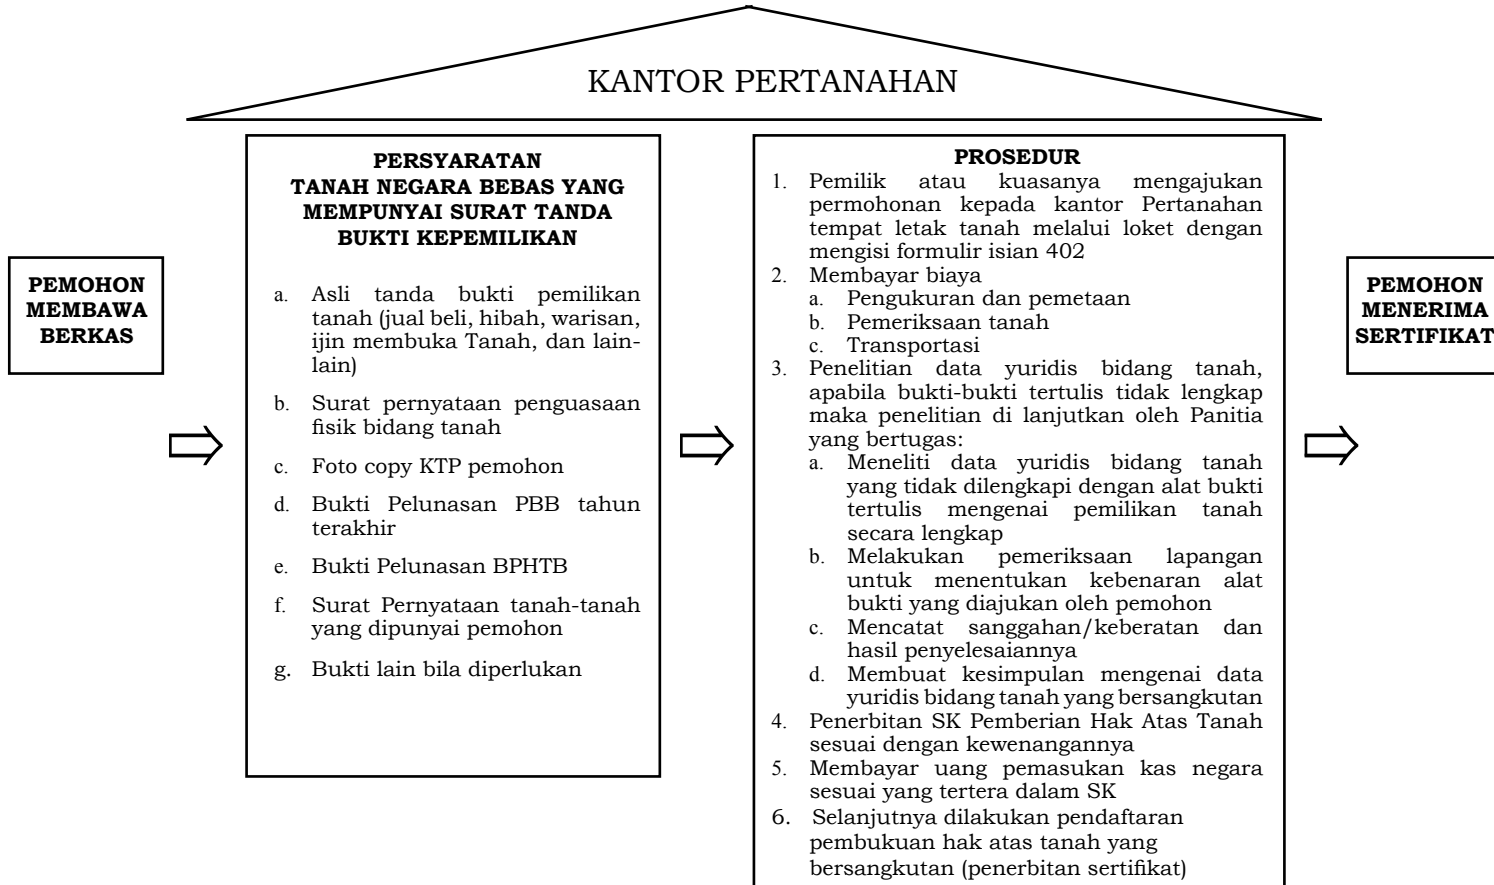 KANTOR PERTANAHAN
PEMOHON
MEMBAWA
BERKAS
PERSYARATAN
TANAH NEGARA BEBAS YANG
MEMPUNYAI SURAT TANDA
BUKTI KEPEMILIKAN
a. Asli tanda bukti pemilikan
tanah (jual beli, hibah, warisan,
ijin membuka Tanah, dan lain-
lain)
b. Surat pernyataan penguasaan
fisik bidang tanah
c. Foto copy KTP pemohon
d. Bukti Pelunasan PBB tahun
terakhir
e. Bukti Pelunasan BPHTB
f. Surat Pernyataan tanah-tanah
yang dipunyai pemohon
g. Bukti lain bila diperlukan
PROSEDUR
1. Pemilik atau kuasanya mengajukan
permohonan kepada kantor Pertanahan
tempat letak tanah melalui loket dengan
mengisi formulir isian 402
2. Membayar biaya
a. Pengukuran dan pemetaan
b. Pemeriksaan tanah
c. Transportasi
3. Penelitian data yuridis bidang tanah,
apabila bukti-bukti tertulis tidak lengkap
maka penelitian di lanjutkan oleh Panitia
yang bertugas:
a. Meneliti data yuridis bidang tanah
yang tidak dilengkapi dengan alat bukti
tertulis mengenai pemilikan tanah
secara lengkap
b. Melakukan pemeriksaan lapangan
untuk menentukan kebenaran alat
bukti yang diajukan oleh pemohon
c. Mencatat sanggahan/keberatan dan
hasil penyelesaiannya
d. Membuat kesimpulan mengenai data
yuridis bidang tanah yang bersangkutan
4. Penerbitan SK Pemberian Hak Atas Tanah
sesuai dengan kewenangannya
5. Membayar uang pemasukan kas negara
sesuai yang tertera dalam SK
6. Selanjutnya dilakukan pendaftaran
pembukuan hak atas tanah yang
bersangkutan (penerbitan sertifikat)
PEMOHON
MENERIMA
SERTIFIKAT